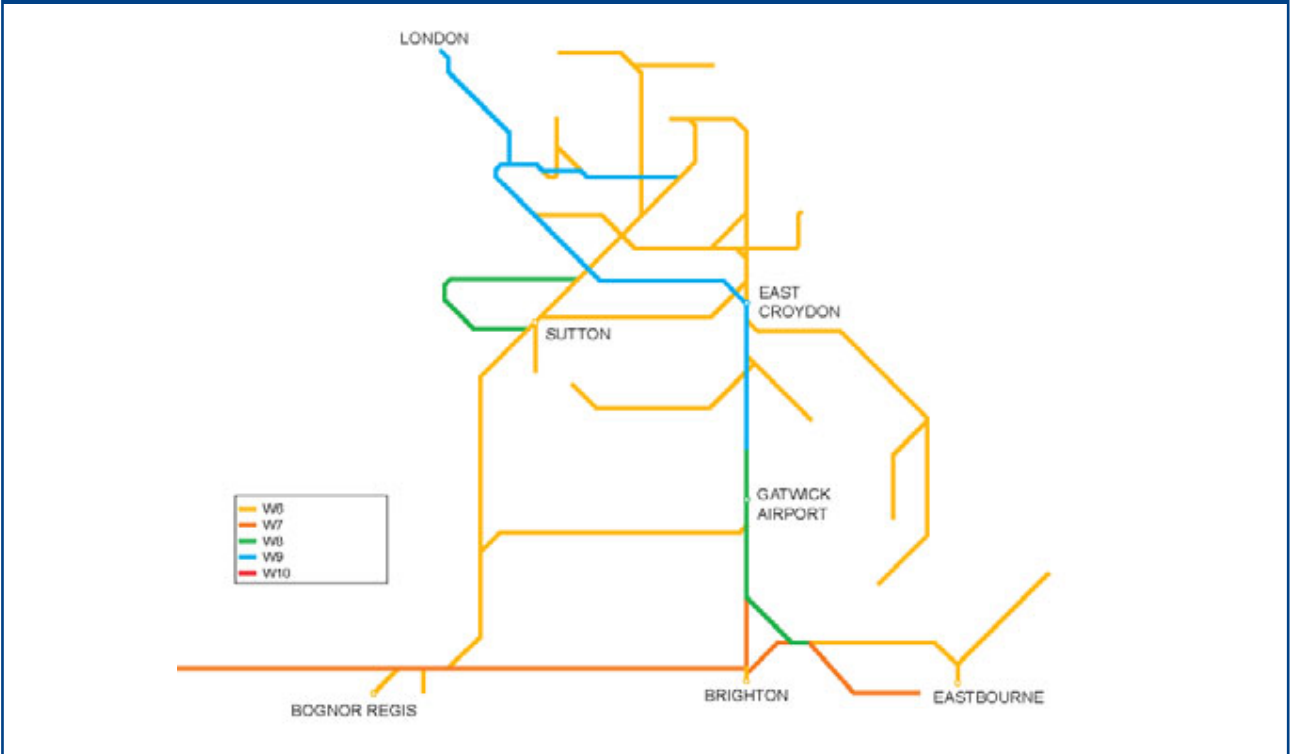 LONDON
EAST
CROYDON
SUTTON
GATWICK
AIRPORT
W6
W7
W8
W9
W10
BRIGHTON
EASTBOURNE
BOGNOR REGIS